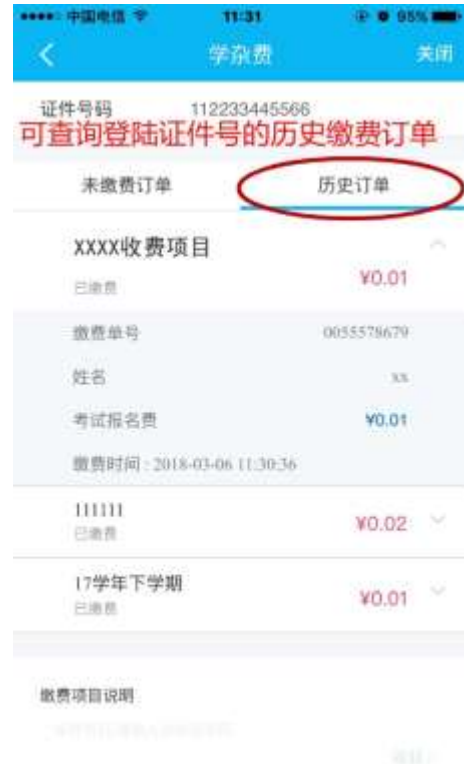 中国电信 11:31 95%
学杂费 关闭
证件号码 112233445566
可查询登陆证件号的历史缴费订单
未缴费订单 历史订单
XXXX收费项目
已缴费 ¥0.01
缴费单号 0055578679
姓名 xx
考试报名费 ¥0.01
缴费时间 : 2018-03-06 11:30:36
111111
已缴费 ¥0.02
17学年下学期
已缴费 ¥0.01
缴费项目说明